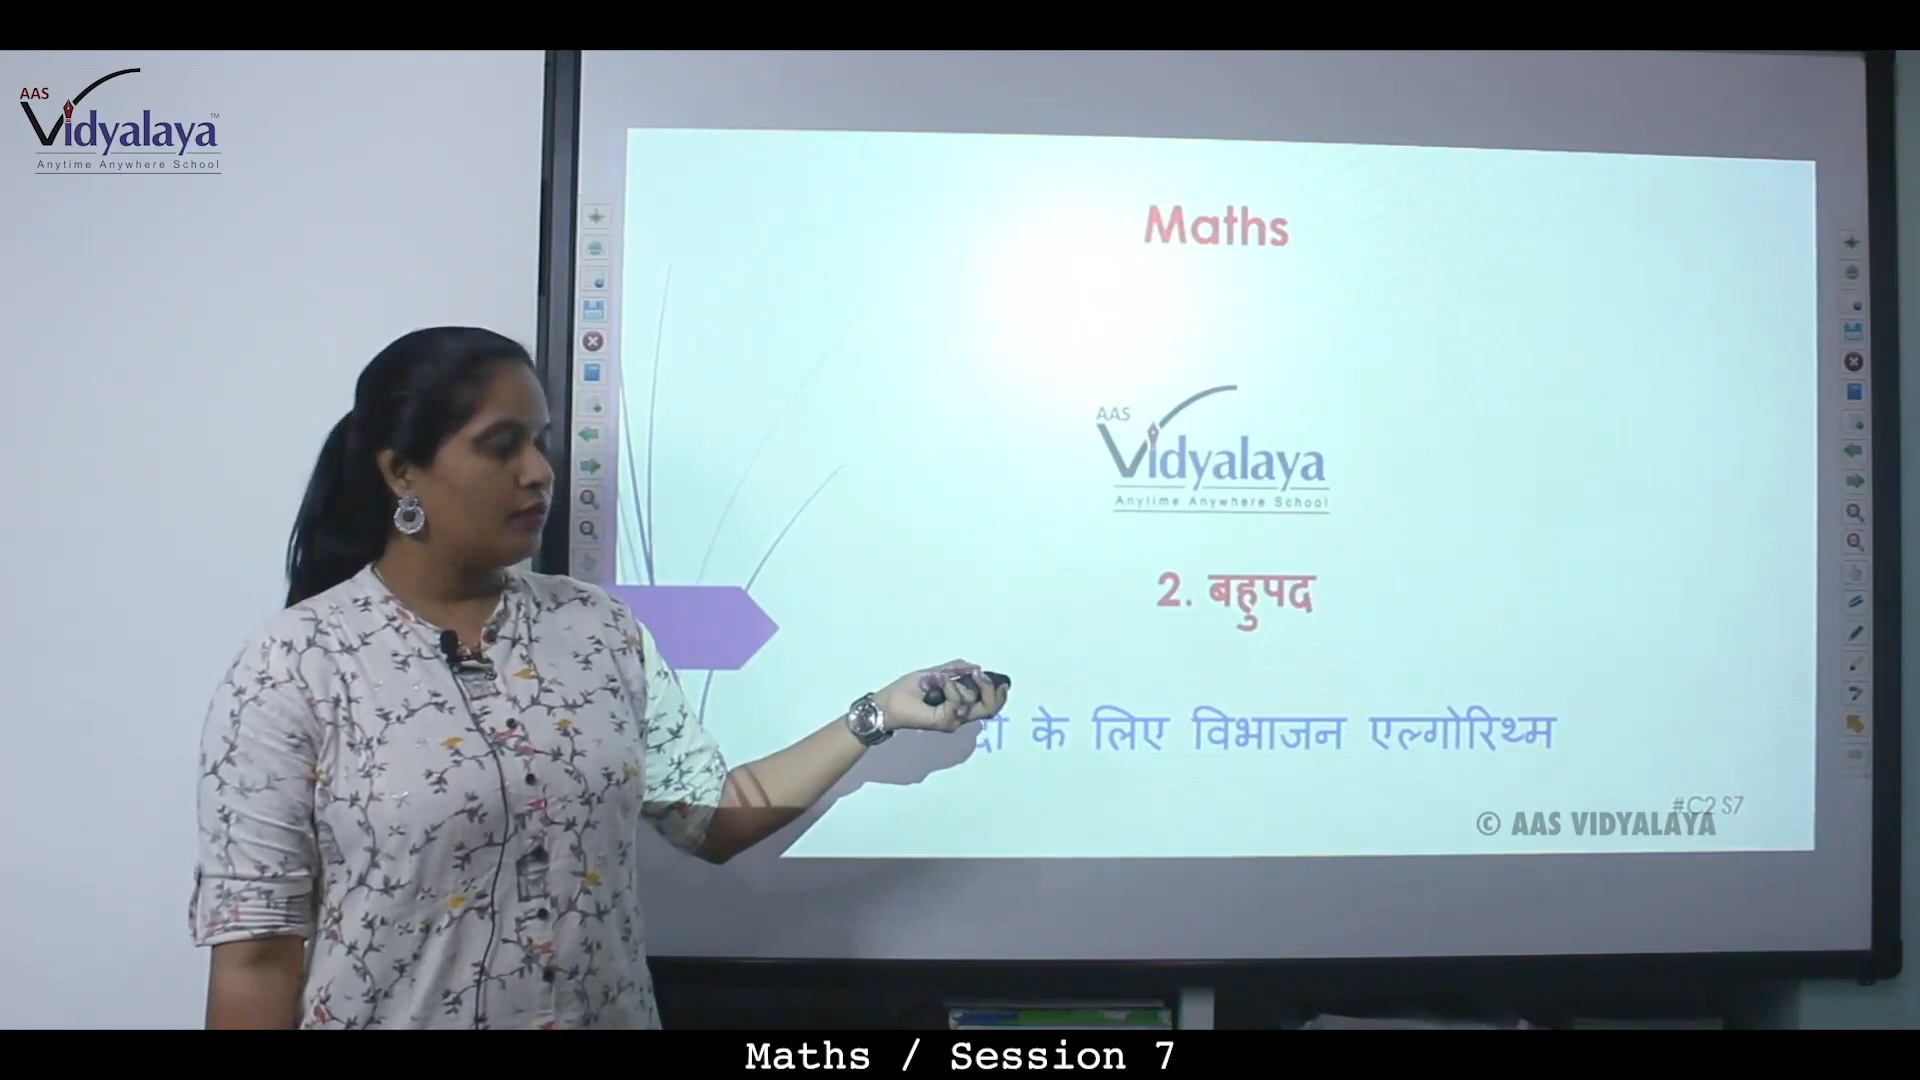 AAS
Vidyalaya™
Anytime Anywhere School
Maths
AAS
Vidyalaya
Anytime Anywhere School
2. बहुपद
के लिए विभाजन एल्गोरिथ्म
#C2 S7
© AAS VIDYALAYA
Maths / Session 7